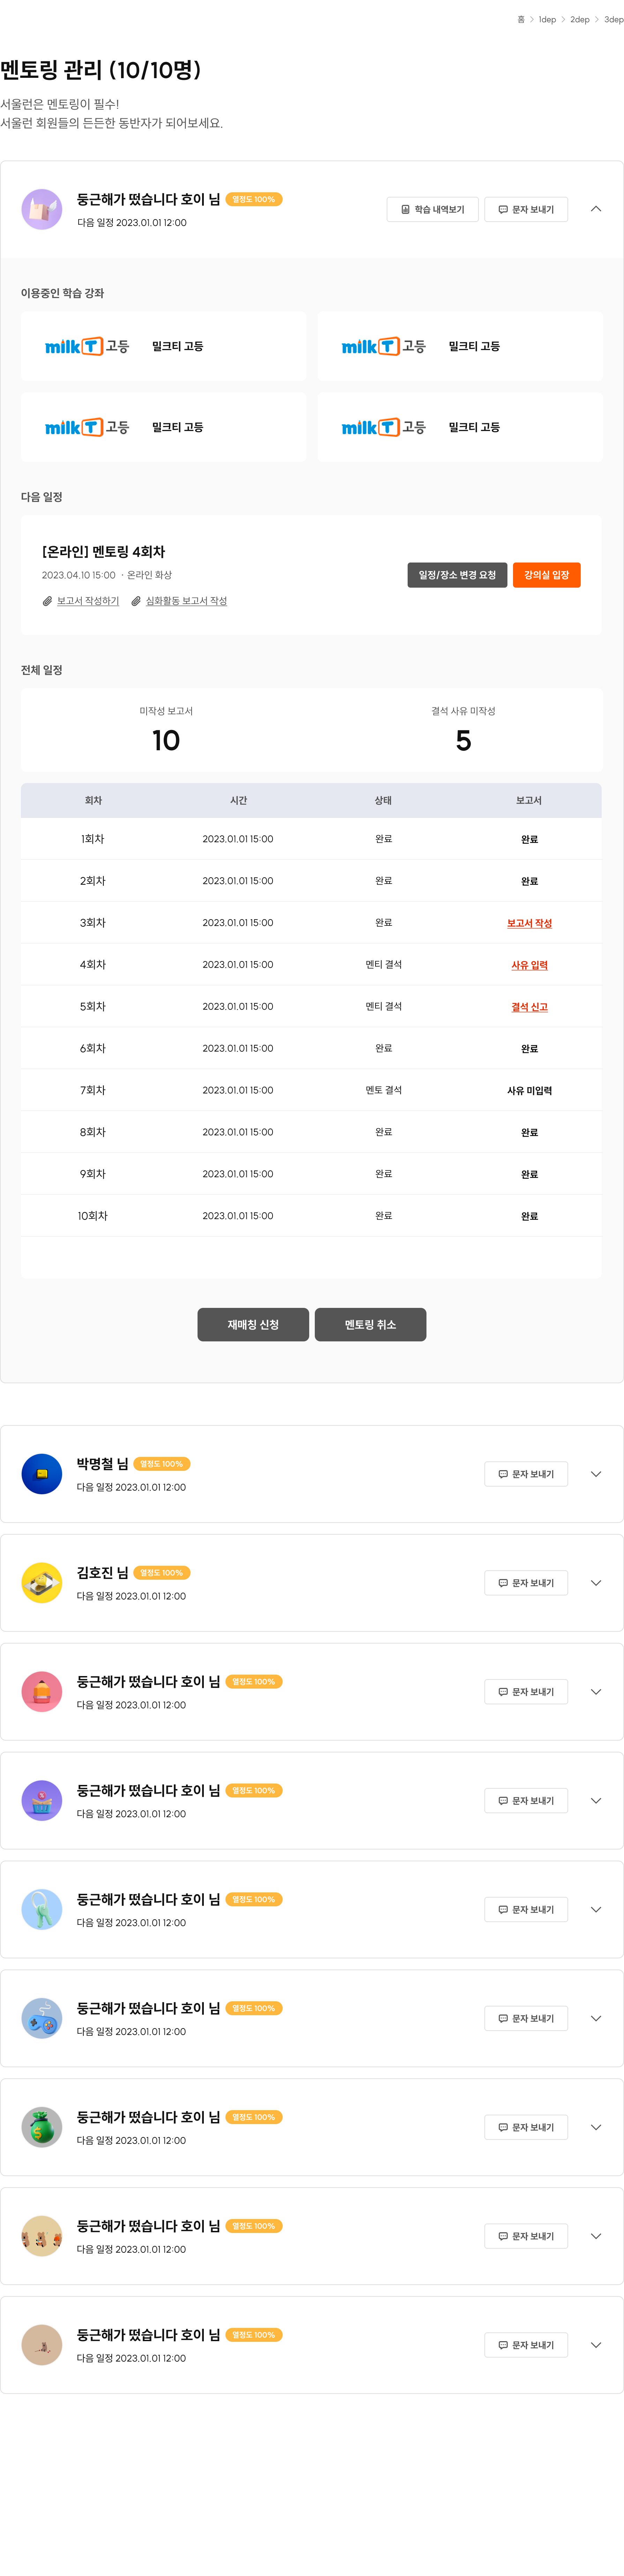 홈 > 1dep > 2dep > 3dep
멘토링 관리 (10/10명)
서울런은 멘토링이 필수!
서울런 회원들의 든든한 동반자가 되어보세요.
둥근해가 떴습니다 호이 님 열정도 100%
다음 일정 2023.01.01 12:00
학습 내역보기 문자 보내기
이용중인 학습 강좌
milk T 고등 밀크티 고등
milk T 고등 밀크티 고등
milk T 고등 밀크티 고등
milk T 고등 밀크티 고등
다음 일정
[온라인] 멘토링 4회차
2023.04.10 15:00 · 온라인 화상
보고서 작성하기 심화활동 보고서 작성
일정/장소 변경 요청 강의실 입장
전체 일정
미작성 보고서 결석 사유 미작성
10 5
회차 시간 상태 보고서
1회차 2023.01.01 15:00 완료 완료
2회차 2023.01.01 15:00 완료 완료
3회차 2023.01.01 15:00 완료 보고서 작성
4회차 2023.01.01 15:00 멘티 결석 사유 입력
5회차 2023.01.01 15:00 멘티 결석 결석 신고
6회차 2023.01.01 15:00 완료 완료
7회차 2023.01.01 15:00 멘토 결석 사유 미입력
8회차 2023.01.01 15:00 완료 완료
9회차 2023.01.01 15:00 완료 완료
10회차 2023.01.01 15:00 완료 완료
재매칭 신청 멘토링 취소
박명철 님 열정도 100%
다음 일정 2023.01.01 12:00
문자 보내기
김호진 님 열정도 100%
다음 일정 2023.01.01 12:00
문자 보내기
둥근해가 떴습니다 호이 님 열정도 100%
다음 일정 2023.01.01 12:00
문자 보내기
둥근해가 떴습니다 호이 님 열정도 100%
다음 일정 2023.01.01 12:00
문자 보내기
둥근해가 떴습니다 호이 님 열정도 100%
다음 일정 2023.01.01 12:00
문자 보내기
둥근해가 떴습니다 호이 님 열정도 100%
다음 일정 2023.01.01 12:00
문자 보내기
둥근해가 떴습니다 호이 님 열정도 100%
다음 일정 2023.01.01 12:00
문자 보내기
둥근해가 떴습니다 호이 님 열정도 100%
다음 일정 2023.01.01 12:00
문자 보내기
둥근해가 떴습니다 호이 님 열정도 100%
다음 일정 2023.01.01 12:00
문자 보내기